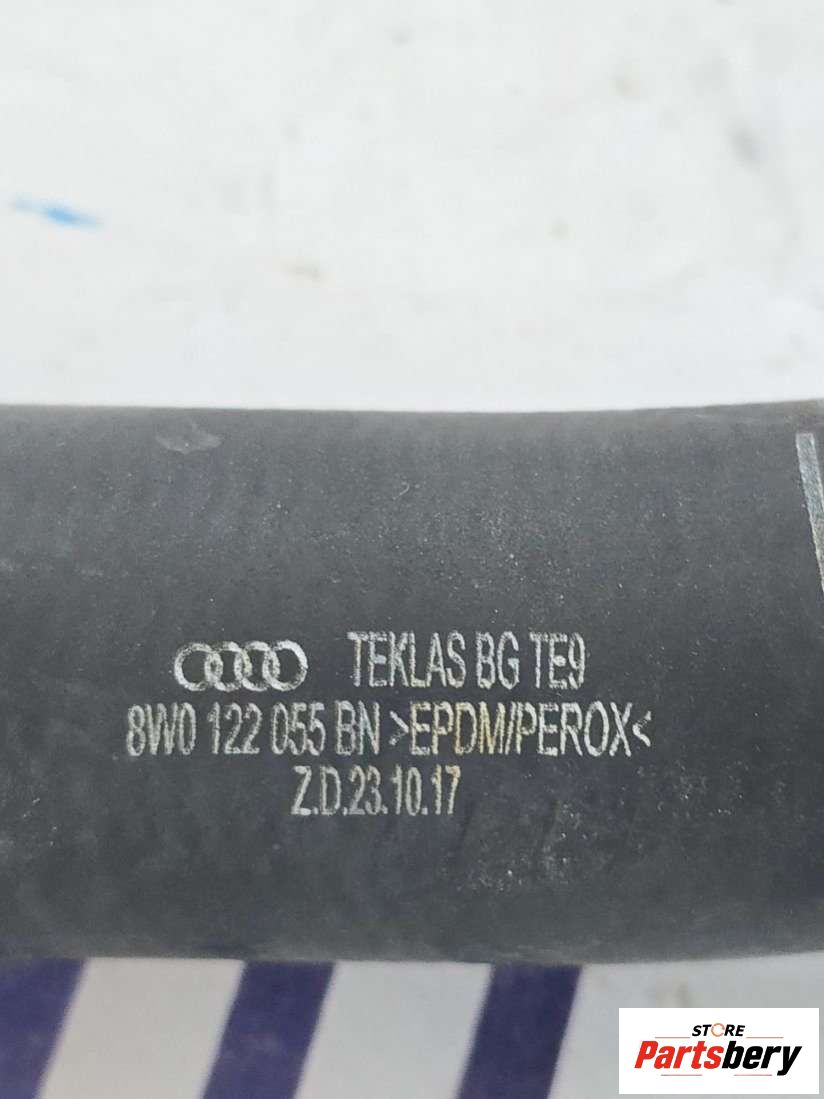 TEKLAS BG TE9
8W0 122 055 BN >EPDM/PEROX<
Z.D.23.10.17
STORE
Partsbery